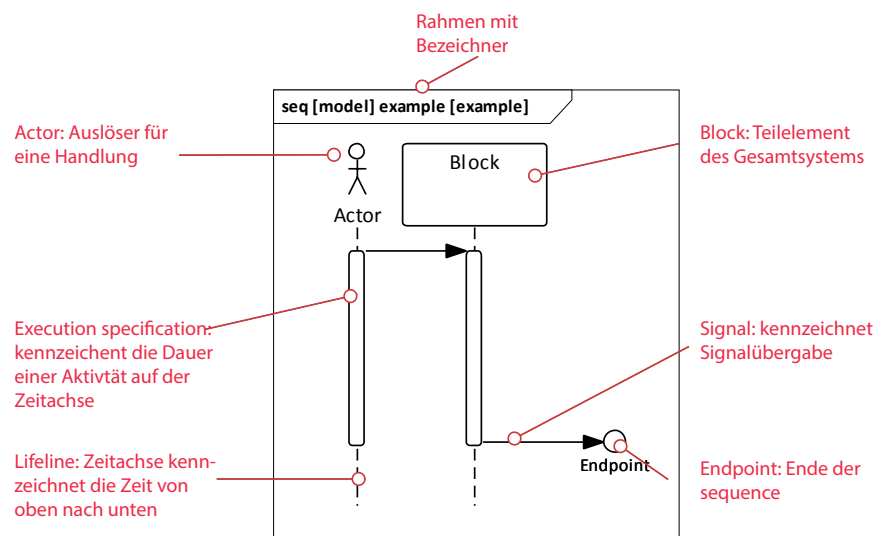 Rahmen mit
Bezeichner
seq [model] example [example]
Actor: Auslöser für
eine Handlung
Block
Block: Teilelement
des Gesamtsystems
Actor
Execution specification:
kennzeichent die Dauer
einer Aktivtät auf der
Zeitachse
Signal: kennzeichnet
Signalübergabe
Lifeline: Zeitachse kenn-
zeichnet die Zeit von
oben nach unten
Endpoint
Endpoint: Ende der
sequence